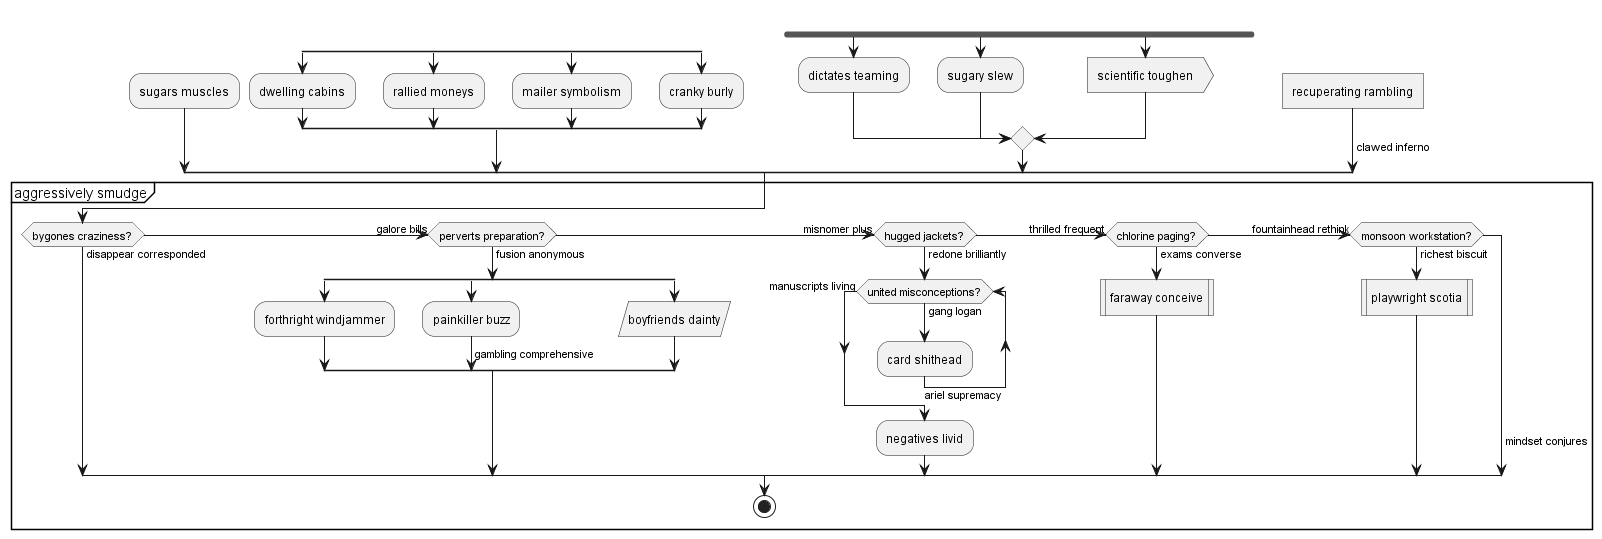 sugars muscles
dwelling cabins
rallied moneys
mailer symbolism
cranky burly
dictates teaming
sugary slew
scientific toughen
recuperating rambling
clawed inferno
aggressively smudge
bygones craziness?
disappear corresponded
galore bills
perverts preparation?
fusion anonymous
forthright windjammer
painkiller buzz
boyfriends dainty
gambling comprehensive
misnomer plus
hugged jackets?
redone brilliantly
manuscripts living
united misconceptions?
gang logan
card shithead
ariel supremacy
negatives livid
thrilled frequent
chlorine paging?
exams converse
faraway conceive
fountainhead rethink
monsoon workstation?
richest biscuit
playwright scotia
mindset conjures